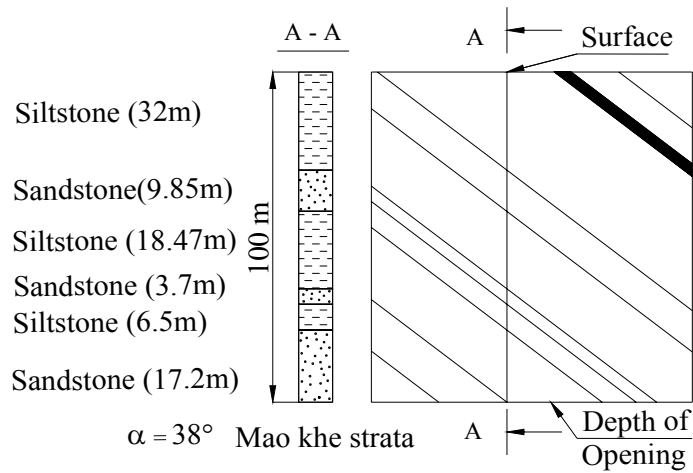 A - A
A
Surface
Siltstone (32m)
Sandstone(9.85m)
Siltstone (18.47m)
100 m
Sandstone (3.7m)
Siltstone (6.5m)
Sandstone (17.2m)
α = 38° Mao khe strata
A
Depth of
Opening